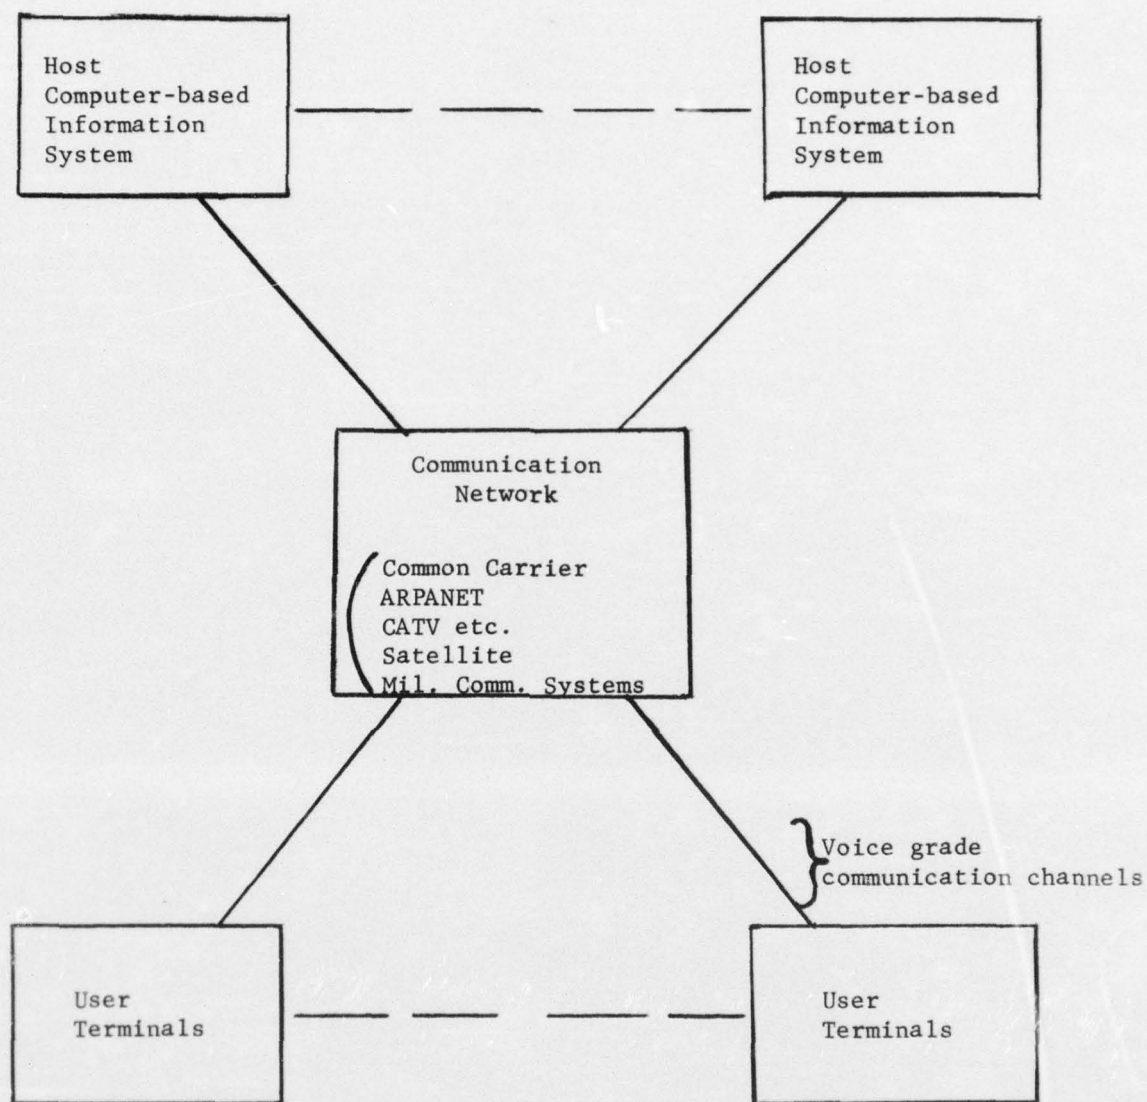 Host
Computer-based
Information
System
Host
Computer-based
Information
System
Communication
Network
Common Carrier
ARPANET
CATV etc.
Satellite
Mil. Comm. Systems
Voice grade
communication channels
User
Terminals
User
Terminals